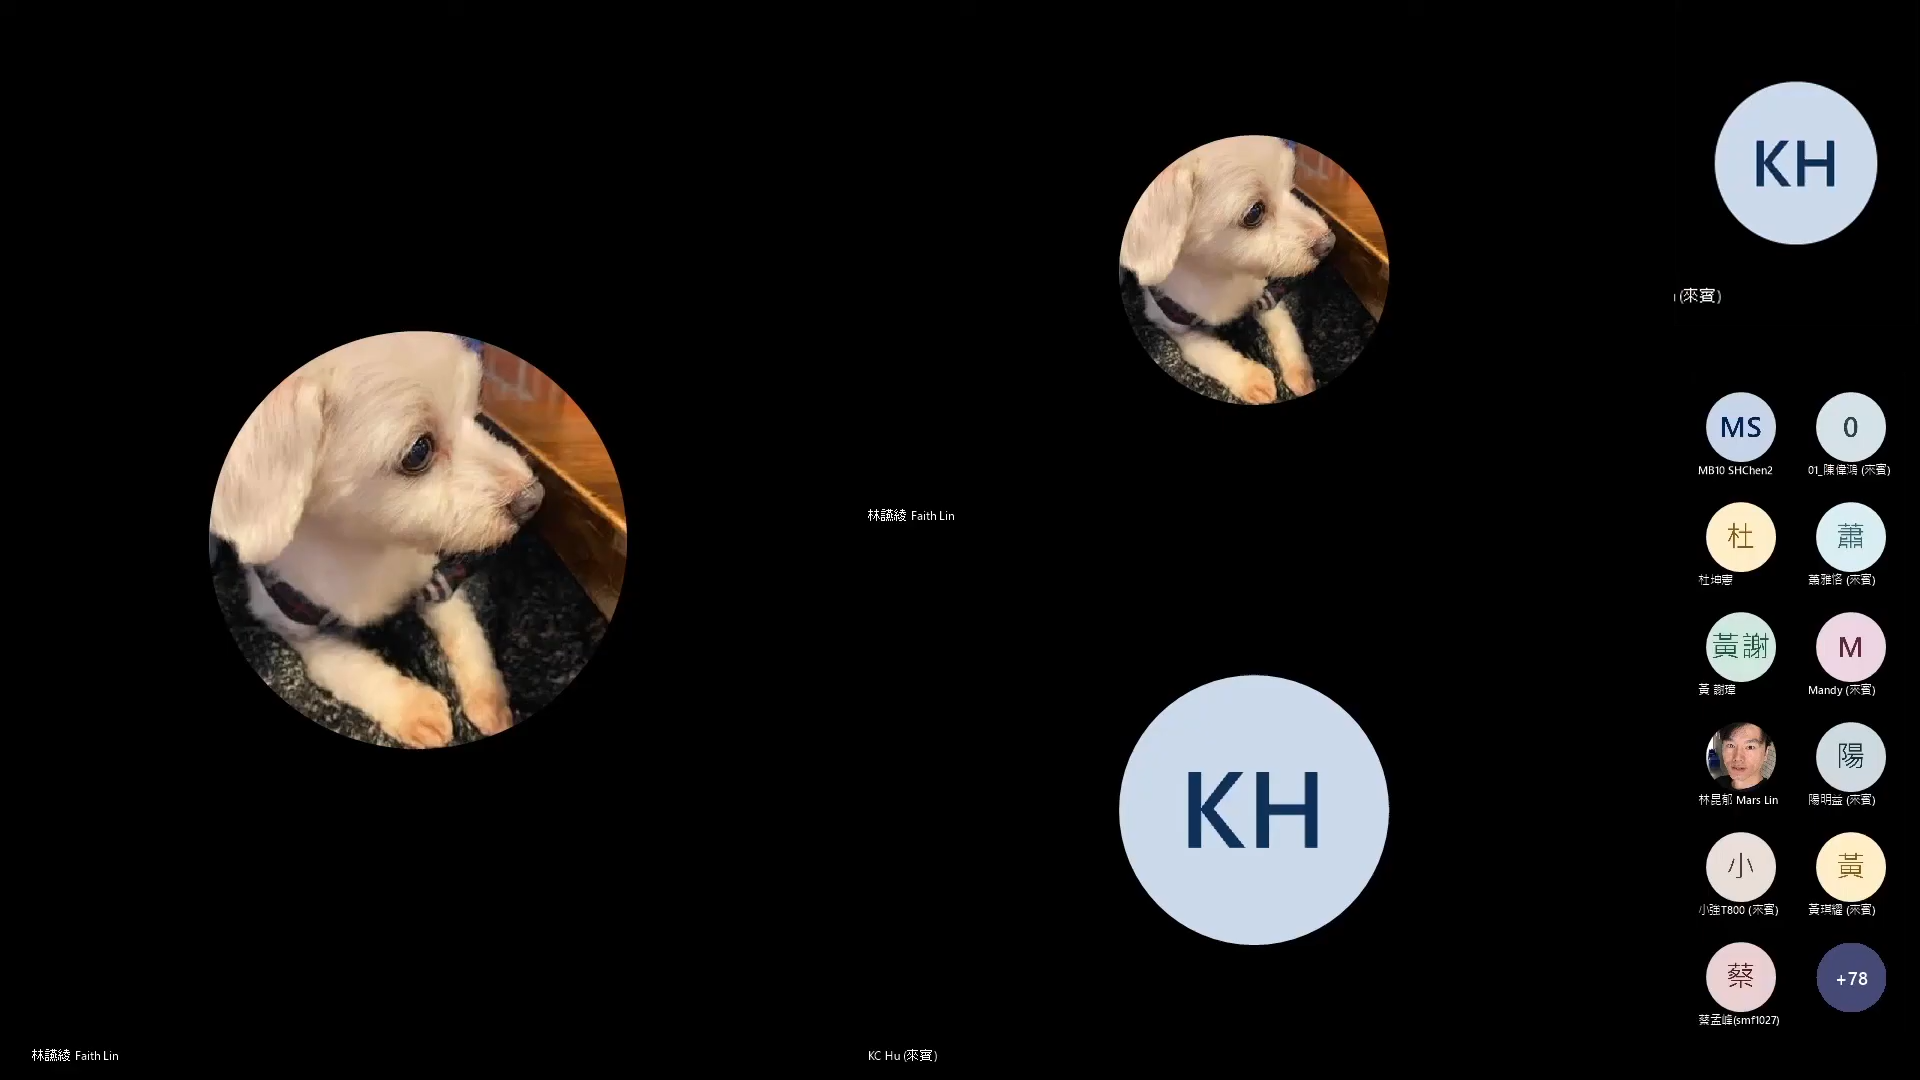 KH
(來賓)
林讌綾 Faith Lin
KH
林讌綾 Faith Lin
KC Hu (來賓)
MS
0
MB10 SHChen2
01_陳偉鴻 (來賓)
杜
蕭
杜坤憲
蕭雅恪 (來賓)
黃謝
M
黃 謝璋
Mandy (來賓)
陽
林昆郁 Mars Lin
陽明益 (來賓)
小
黃
小強T800 (來賓)
黃琪耀 (來賓)
蔡
+78
蔡孟峰(smf1027)